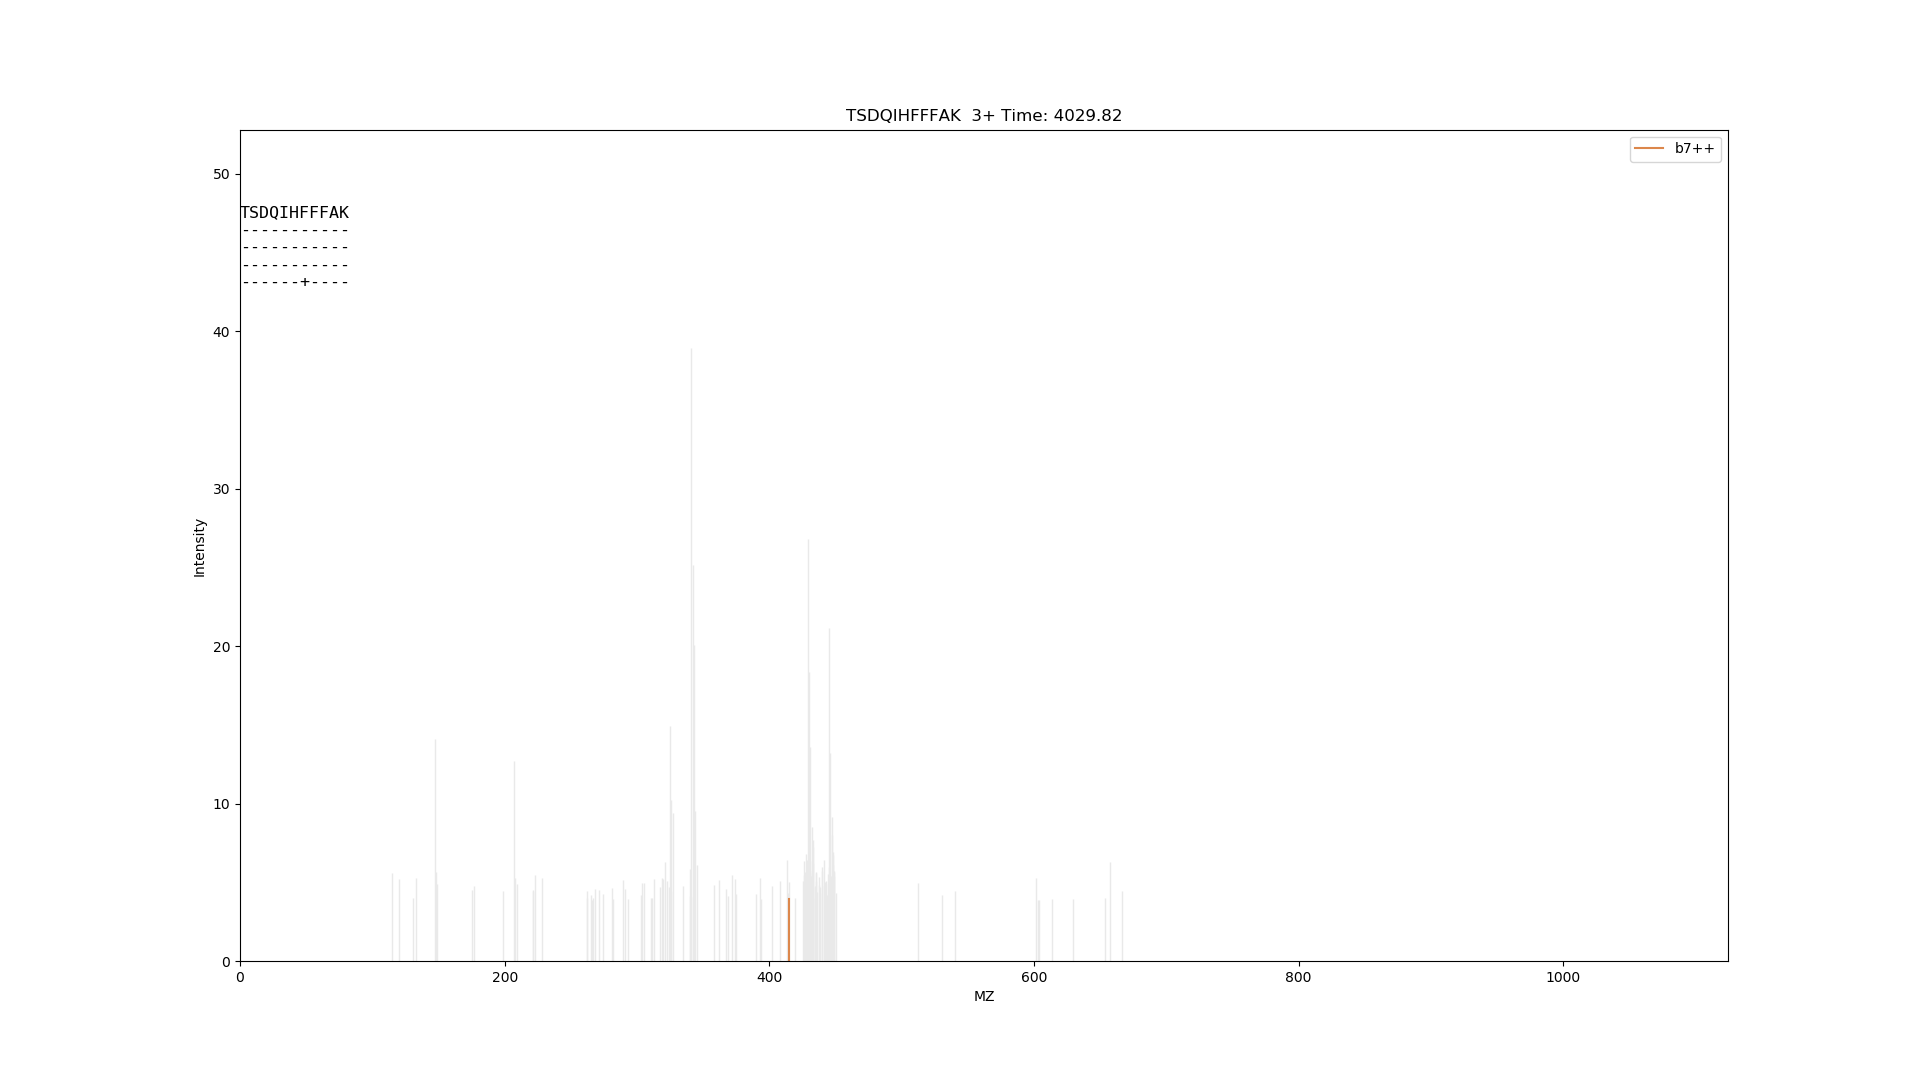 TSDQIHFFFAK  3+ Time: 4029.82
b7++
50
TSDQIHFFFAK
-----------
-----------
-----------
------+----
40
30
Intensity
20
10
0
0 200 400 600 800 1000
MZ